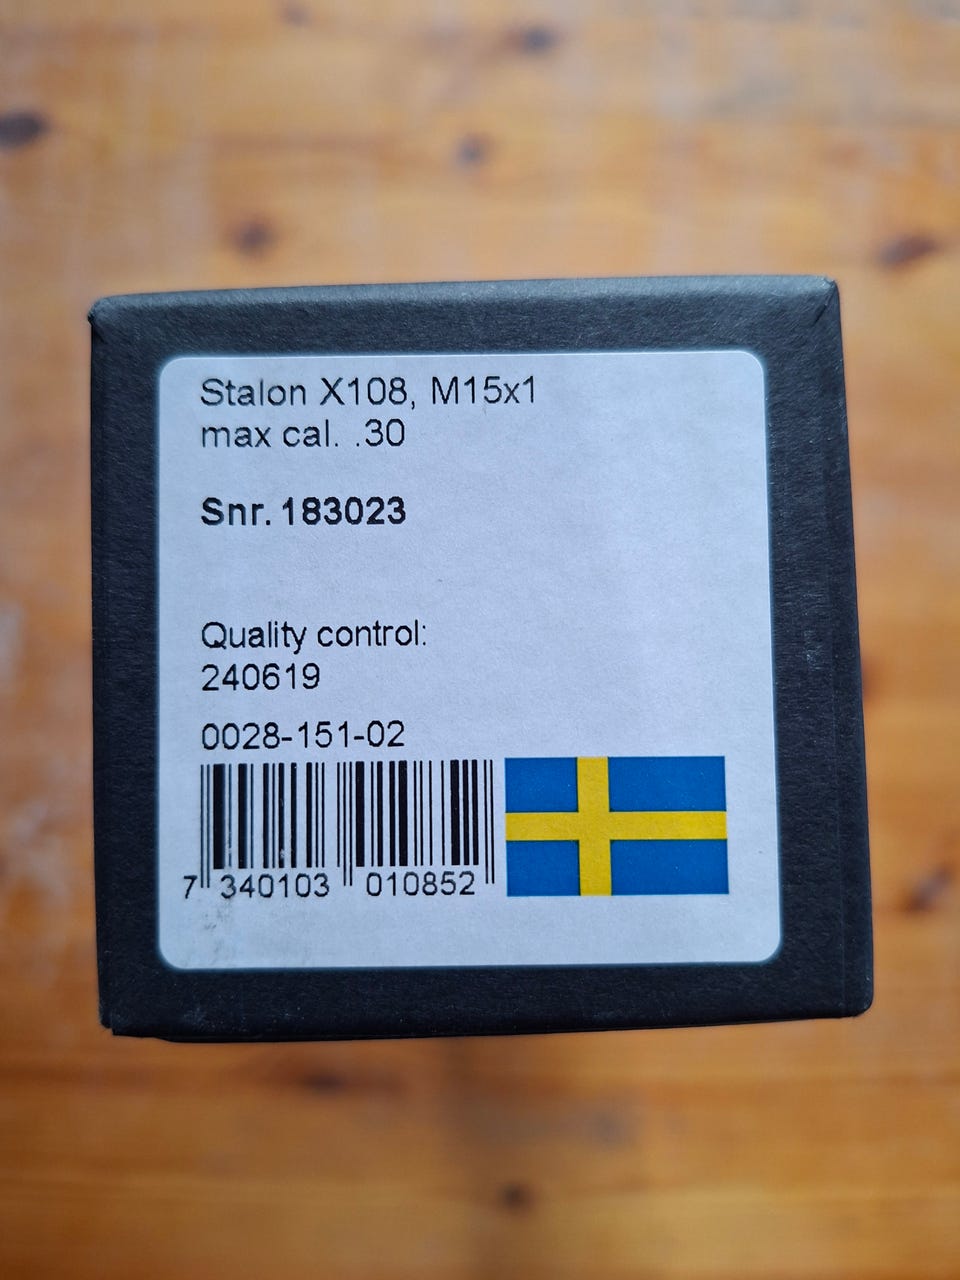 Stalon X108, M15x1
max cal. .30
Snr. 183023
Quality control:
240619
0028-151-02
7 340103 010852